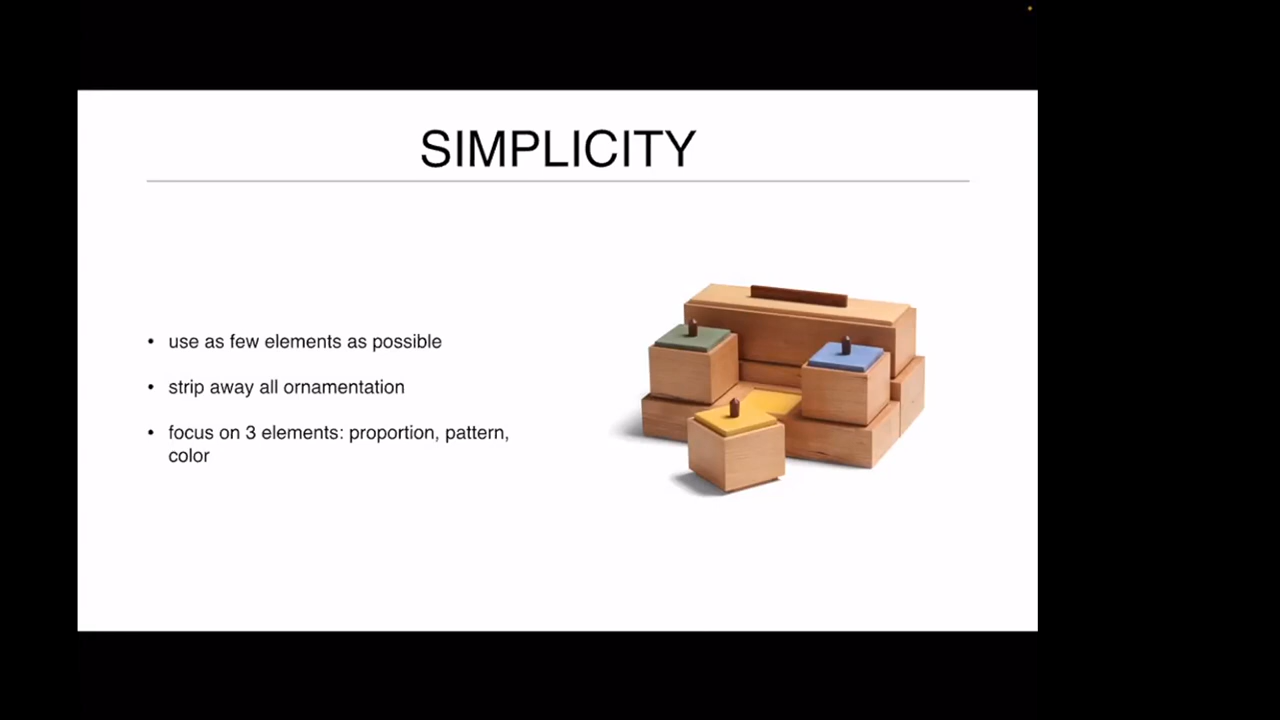 SIMPLICITY
• use as few elements as possible
• strip away all ornamentation
• focus on 3 elements: proportion, pattern,
color